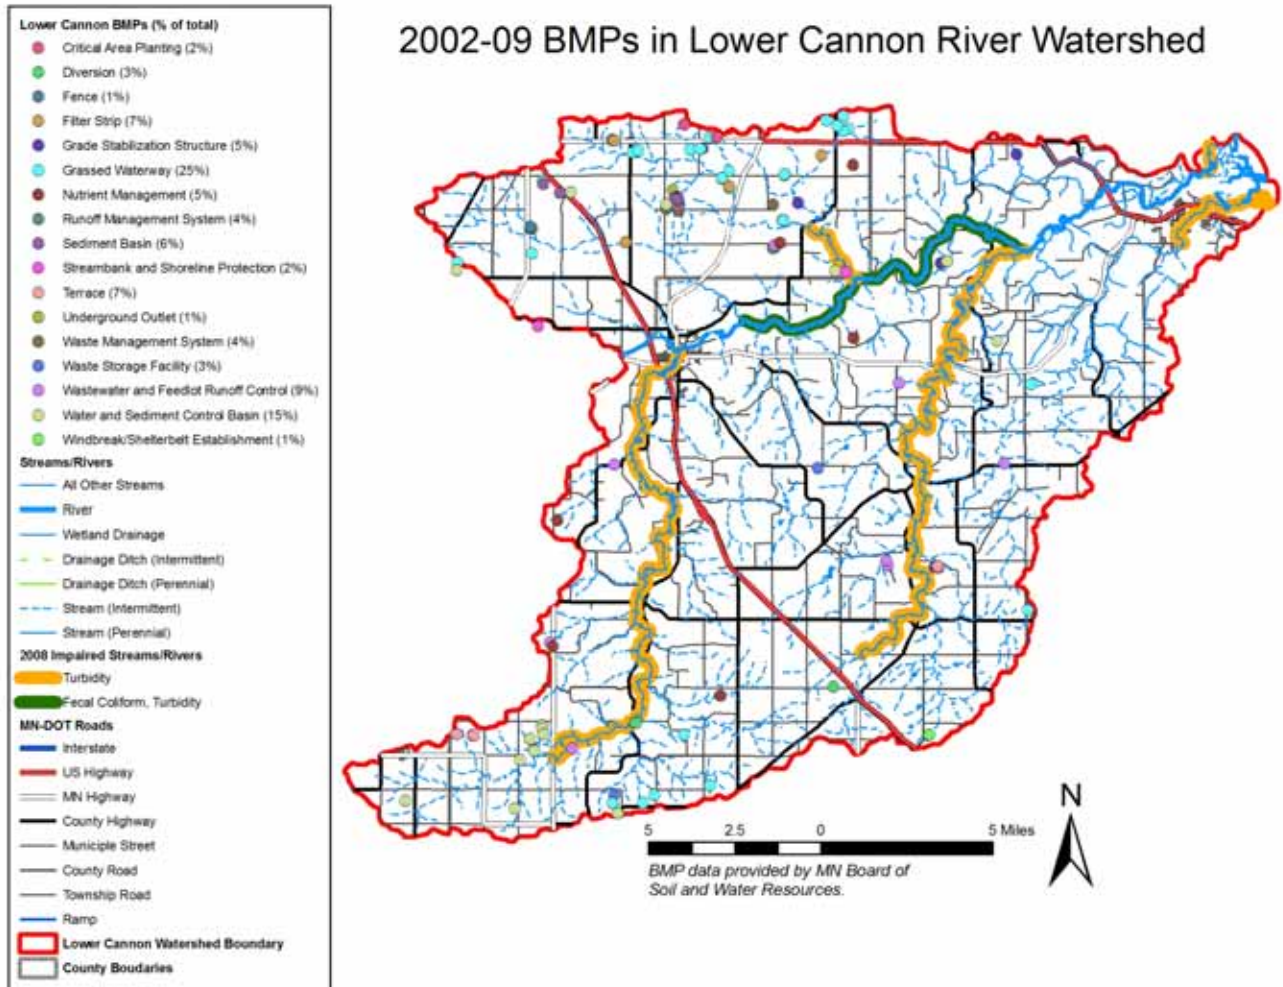 Lower Cannon BMPs (% of total)
Critical Area Planting (2%)
Diversion (3%)
Fence (1%)
Filter Strip (7%)
Grade Stabilization Structure (5%)
Grassed Waterway (25%)
Nutrient Management (5%)
Runoff Management System (4%)
Sediment Basin (6%)
Streambank and Shoreline Protection (2%)
Terrace (7%)
Underground Outlet (1%)
Waste Management System (4%)
Waste Storage Facility (3%)
Wastewater and Feedlot Runoff Control (9%)
Water and Sediment Control Basin (15%)
Windbreak/Shelterbelt Establishment (1%)
Streams/Rivers
All Other Streams
River
Wetland Drainage
Drainage Ditch (Intermittent)
Drainage Ditch (Perennial)
Stream (Intermittent)
Stream (Perennial)
2008 Impaired Streams/Rivers
Turbidity
Fecal Coliform, Turbidity
MN-DOT Roads
Interstate
US Highway
MN Highway
County Highway
Municiple Street
County Road
Township Road
Ramp
Lower Cannon Watershed Boundary
County Boudaries
2002-09 BMPs in Lower Cannon River Watershed
5 2.5 0 5 Miles
BMP data provided by MN Board of
Soil and Water Resources.
N